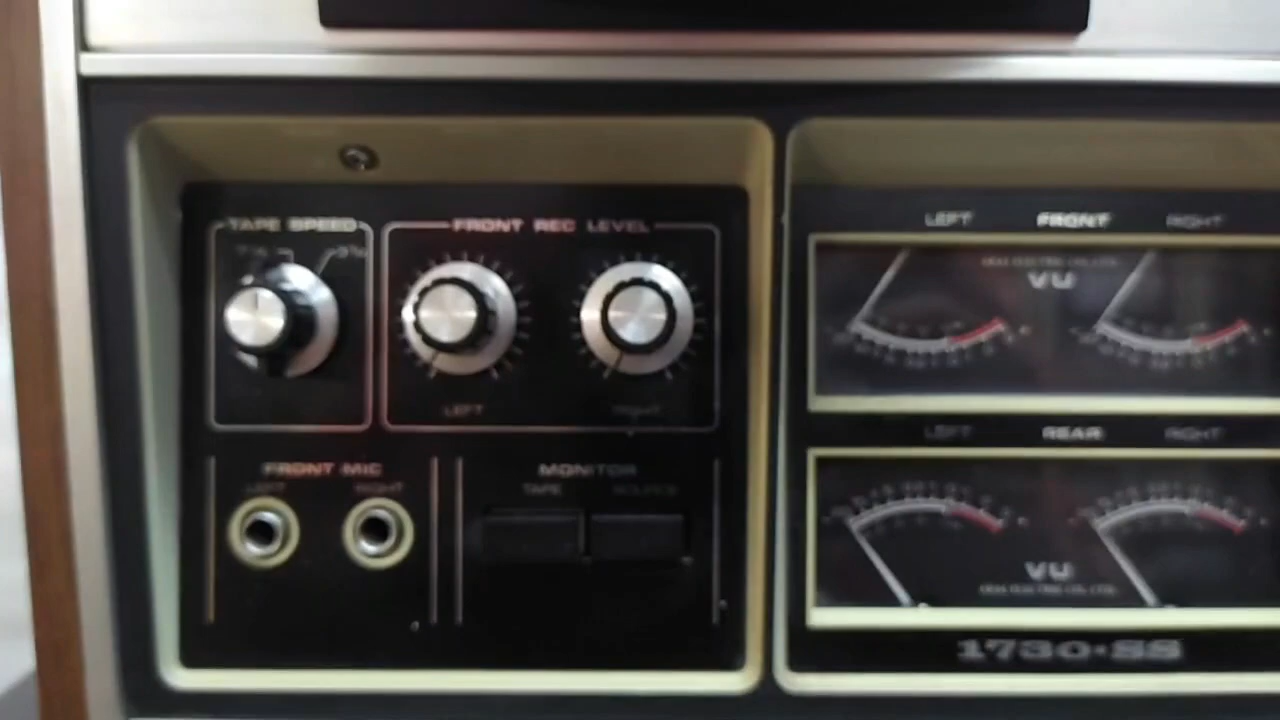 TAPE SPEED
FRONT REC LEVEL
LEFT
RIGHT
FRONT MIC
LEFT
RIGHT
MONITOR
TAPE
SOURCE
LEFT
FRONT
RIGHT
VU
LEFT
REAR
RIGHT
VU
1730-SS